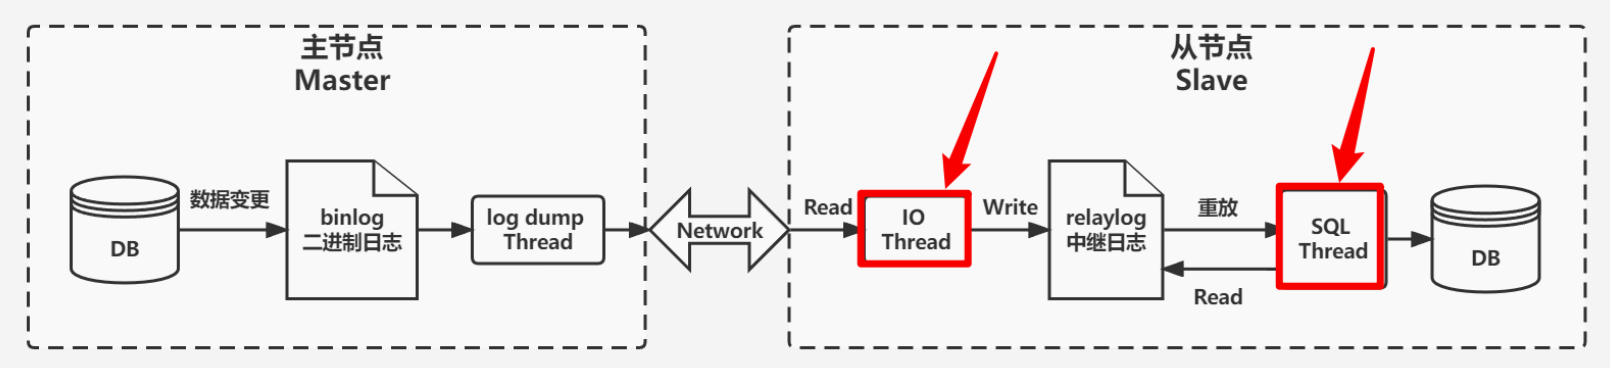 主节点
Master
DB
数据变更
binlog
二进制日志
log dump
Thread
Network
从节点
Slave
Read
IO
Thread
Write
relaylog
中继日志
重放
Read
SQL
Thread
DB